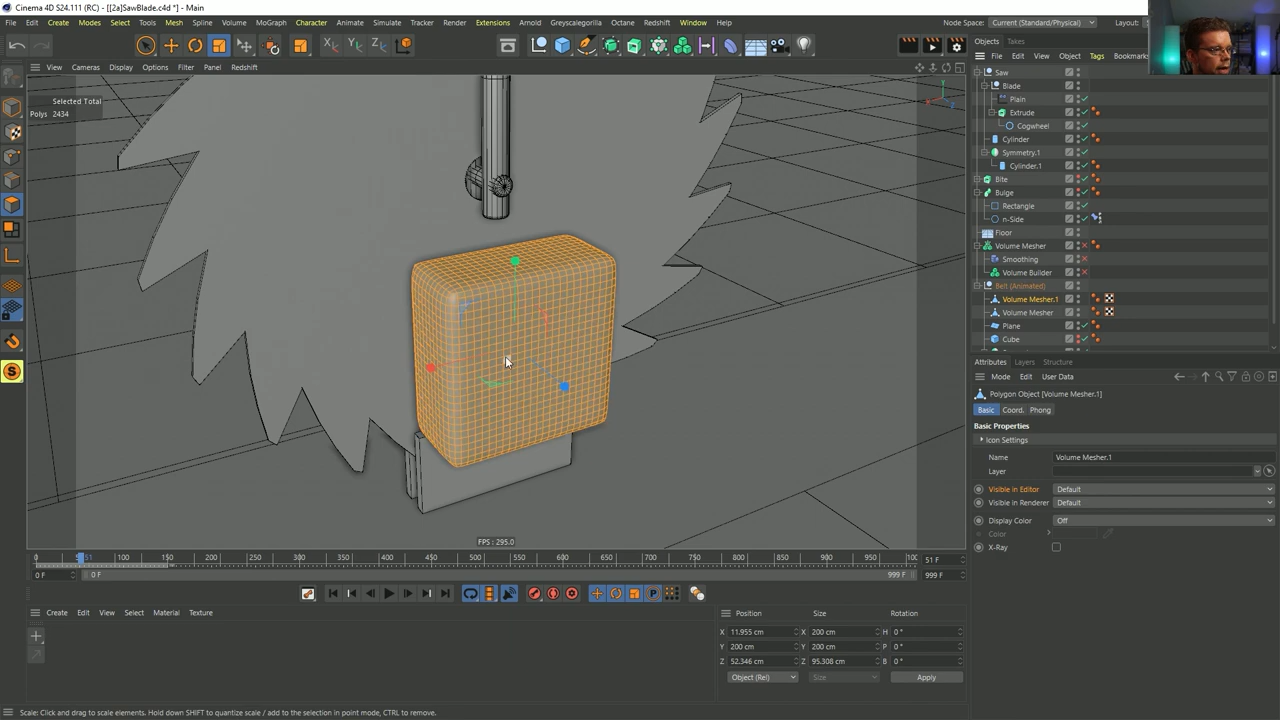 Cinema 4D S24.111 (RC) - [[2a]SawBlade.c4d *] - Main
File Edit Create Modes Select Tools Mesh Spline Volume MoGraph Character Animate Simulate Tracker Render Extensions Arnold Greyscalegorilla Octane Redshift Window Help
Node Space: Current (Standard/Physical) Layout:
View Cameras Display Options Filter Panel Redshift
Objects Takes
File Edit View Object Tags Bookmarks
Saw
Blade
Plain
Extrude
Cogwheel
Cylinder
Symmetry.1
Cylinder.1
Bite
Bulge
Rectangle
n-Side
Floor
Volume Mesher
Smoothing
Volume Builder
Belt (Animated)
Volume Mesher.1
Volume Mesher
Plane
Cube
Selected Total
Polys 2434
X Y Z
S
FPS : 295.0
Attributes Layers Structure
Mode Edit User Data
Polygon Object [Volume Mesher.1]
Basic Coord. Phong
Basic Properties
Icon Settings
Name Volume Mesher.1
Layer
Visible in Editor Default
Visible in Renderer Default
Display Color Off
Color
X-Ray
0 51 100 150 200 250 300 350 400 450 500 550 600 650 700 750 800 850 900 950 100 51 F
0 F 0 F 999 F 999 F
Create Edit View Select Material Texture
Position Size Rotation
X 11.955 cm X 200 cm H 0 °
Y 200 cm Y 200 cm P 0 °
Z 52.346 cm Z 95.308 cm B 0 °
Object (Rel) Size Apply
Scale: Click and drag to scale elements. Hold down SHIFT to quantize scale / add to the selection in point mode, CTRL to remove.